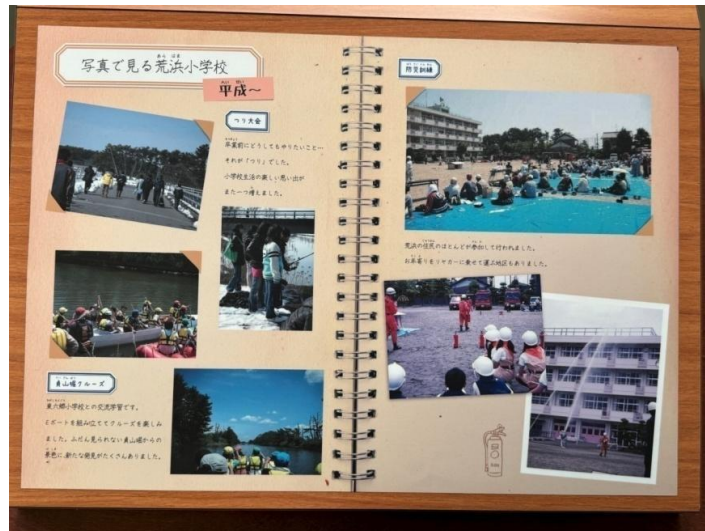 写真で見る荒浜小学校
平成～
つり大会
卒業前にどうしてもやりたいこと…
それが「つり」でした。
小学校生活の楽しい思い出が
また一つ増えました。
貞山堀クルーズ
東六郷小学校との交流学習です。
Eボートを組み立ててクルーズを楽しみ
ました。ふだん見られない貞山堀からの
景色に、新たな発見がたくさんありました。
防災訓練
荒浜の住民のほとんどが参加して行われました。
お年寄りをリヤカーに乗せて運ぶ地区もありました。